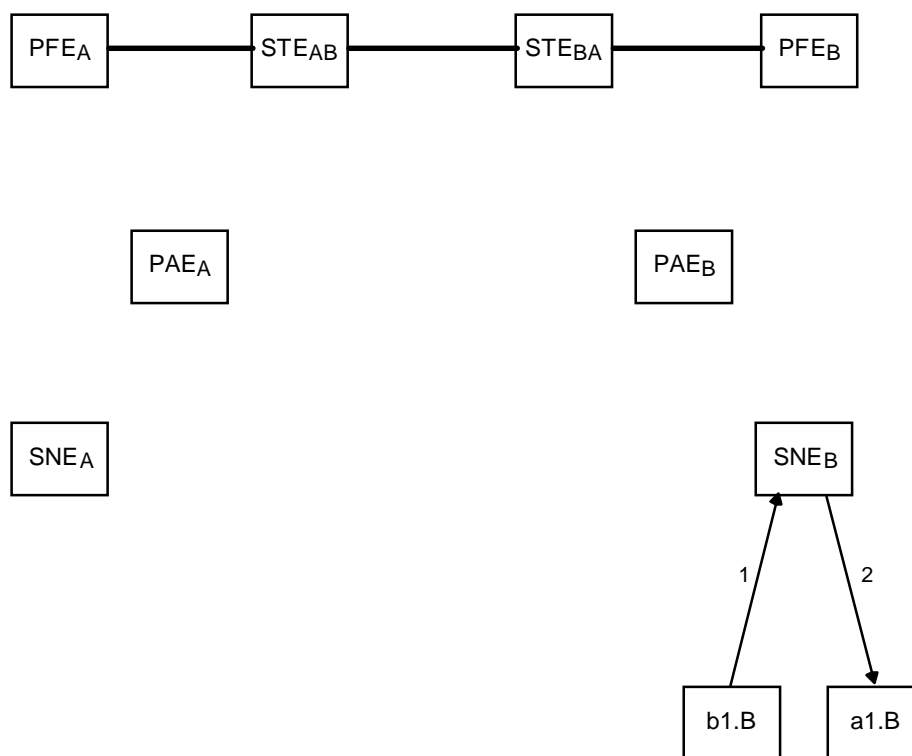 PFEA STEAB STEBA PFEB
PAEA PAEB
SNEA SNEB
1 2
b1.B a1.B